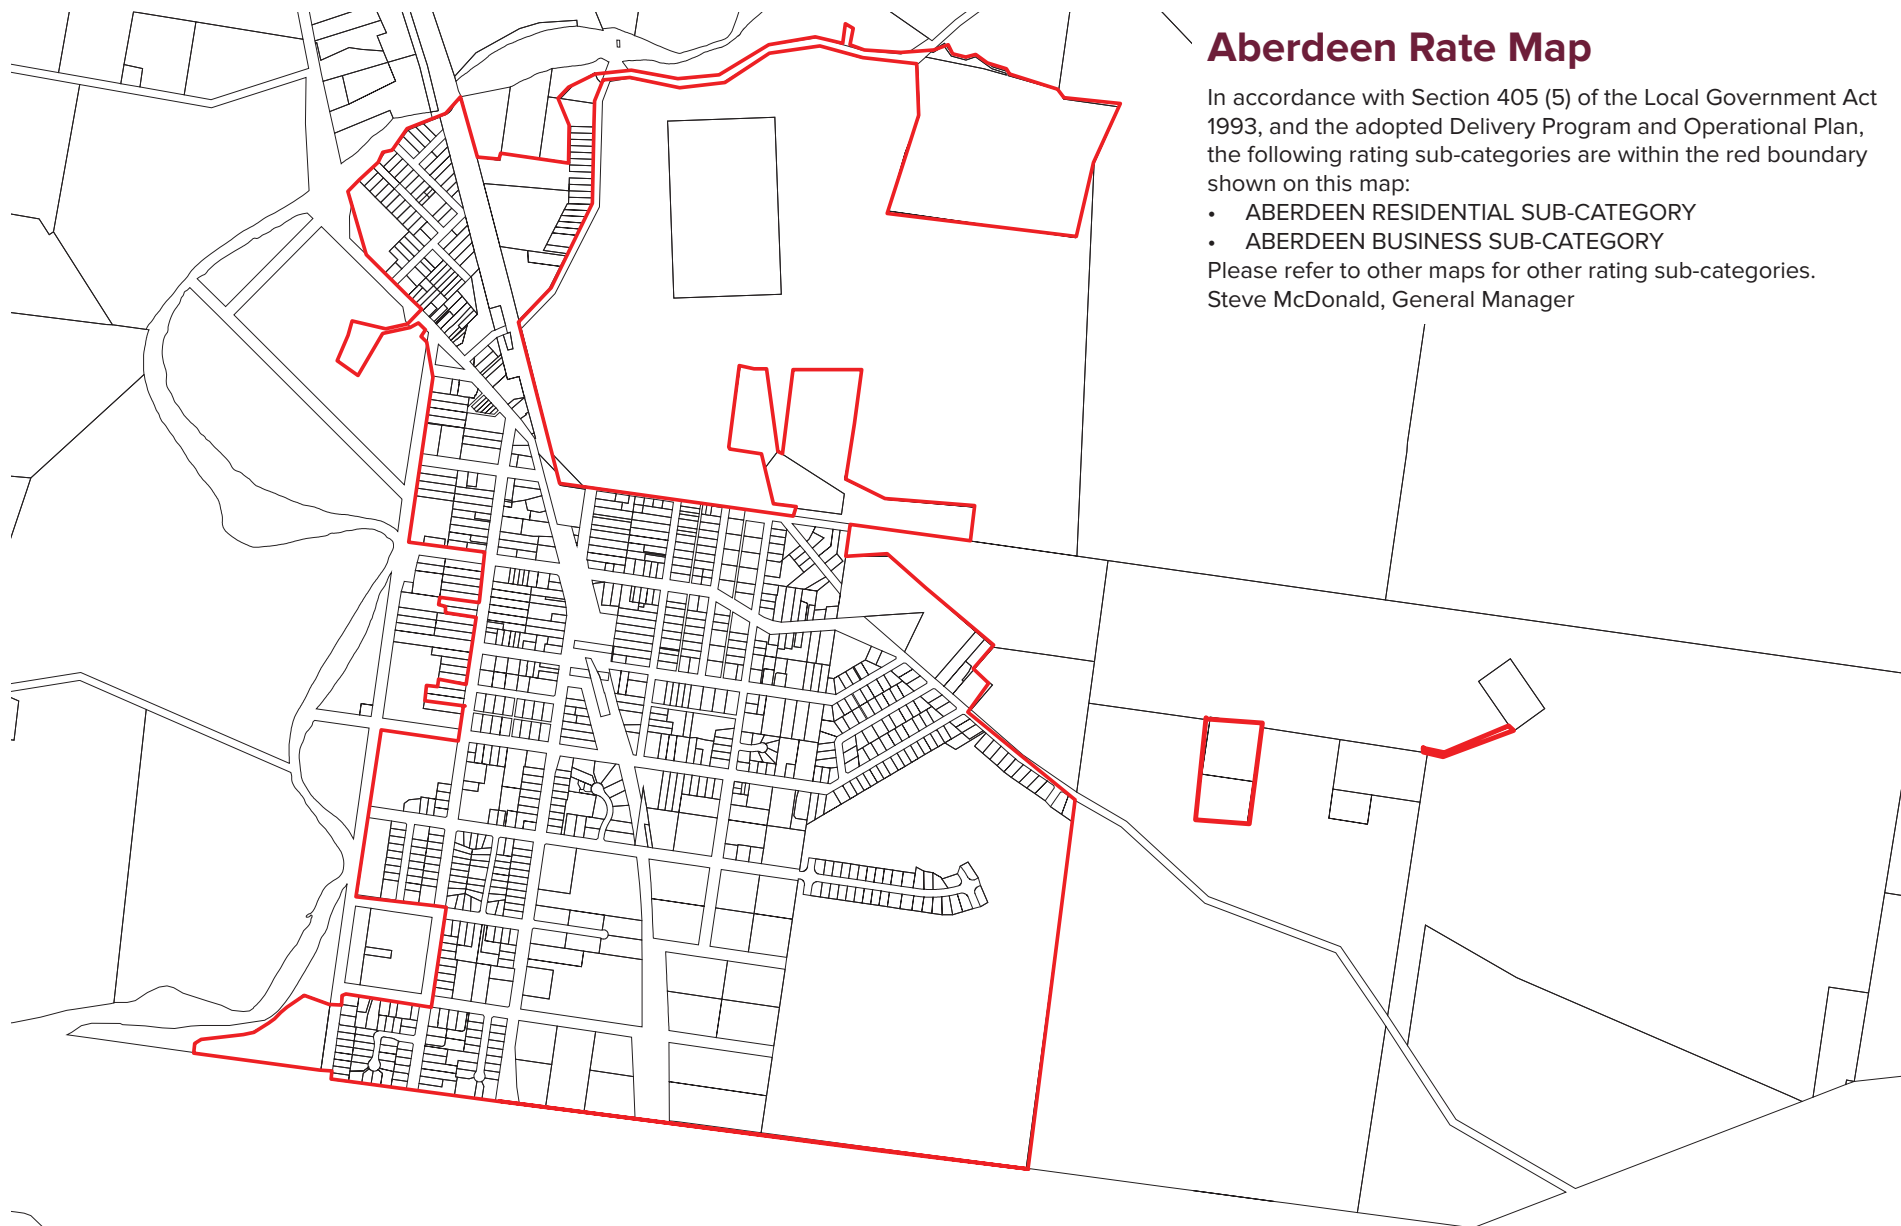 Aberdeen Rate Map
In accordance with Section 405 (5) of the Local Government Act
1993, and the adopted Delivery Program and Operational Plan,
the following rating sub-categories are within the red boundary
shown on this map:
• ABERDEEN RESIDENTIAL SUB-CATEGORY
• ABERDEEN BUSINESS SUB-CATEGORY
Please refer to other maps for other rating sub-categories.
Steve McDonald, General Manager